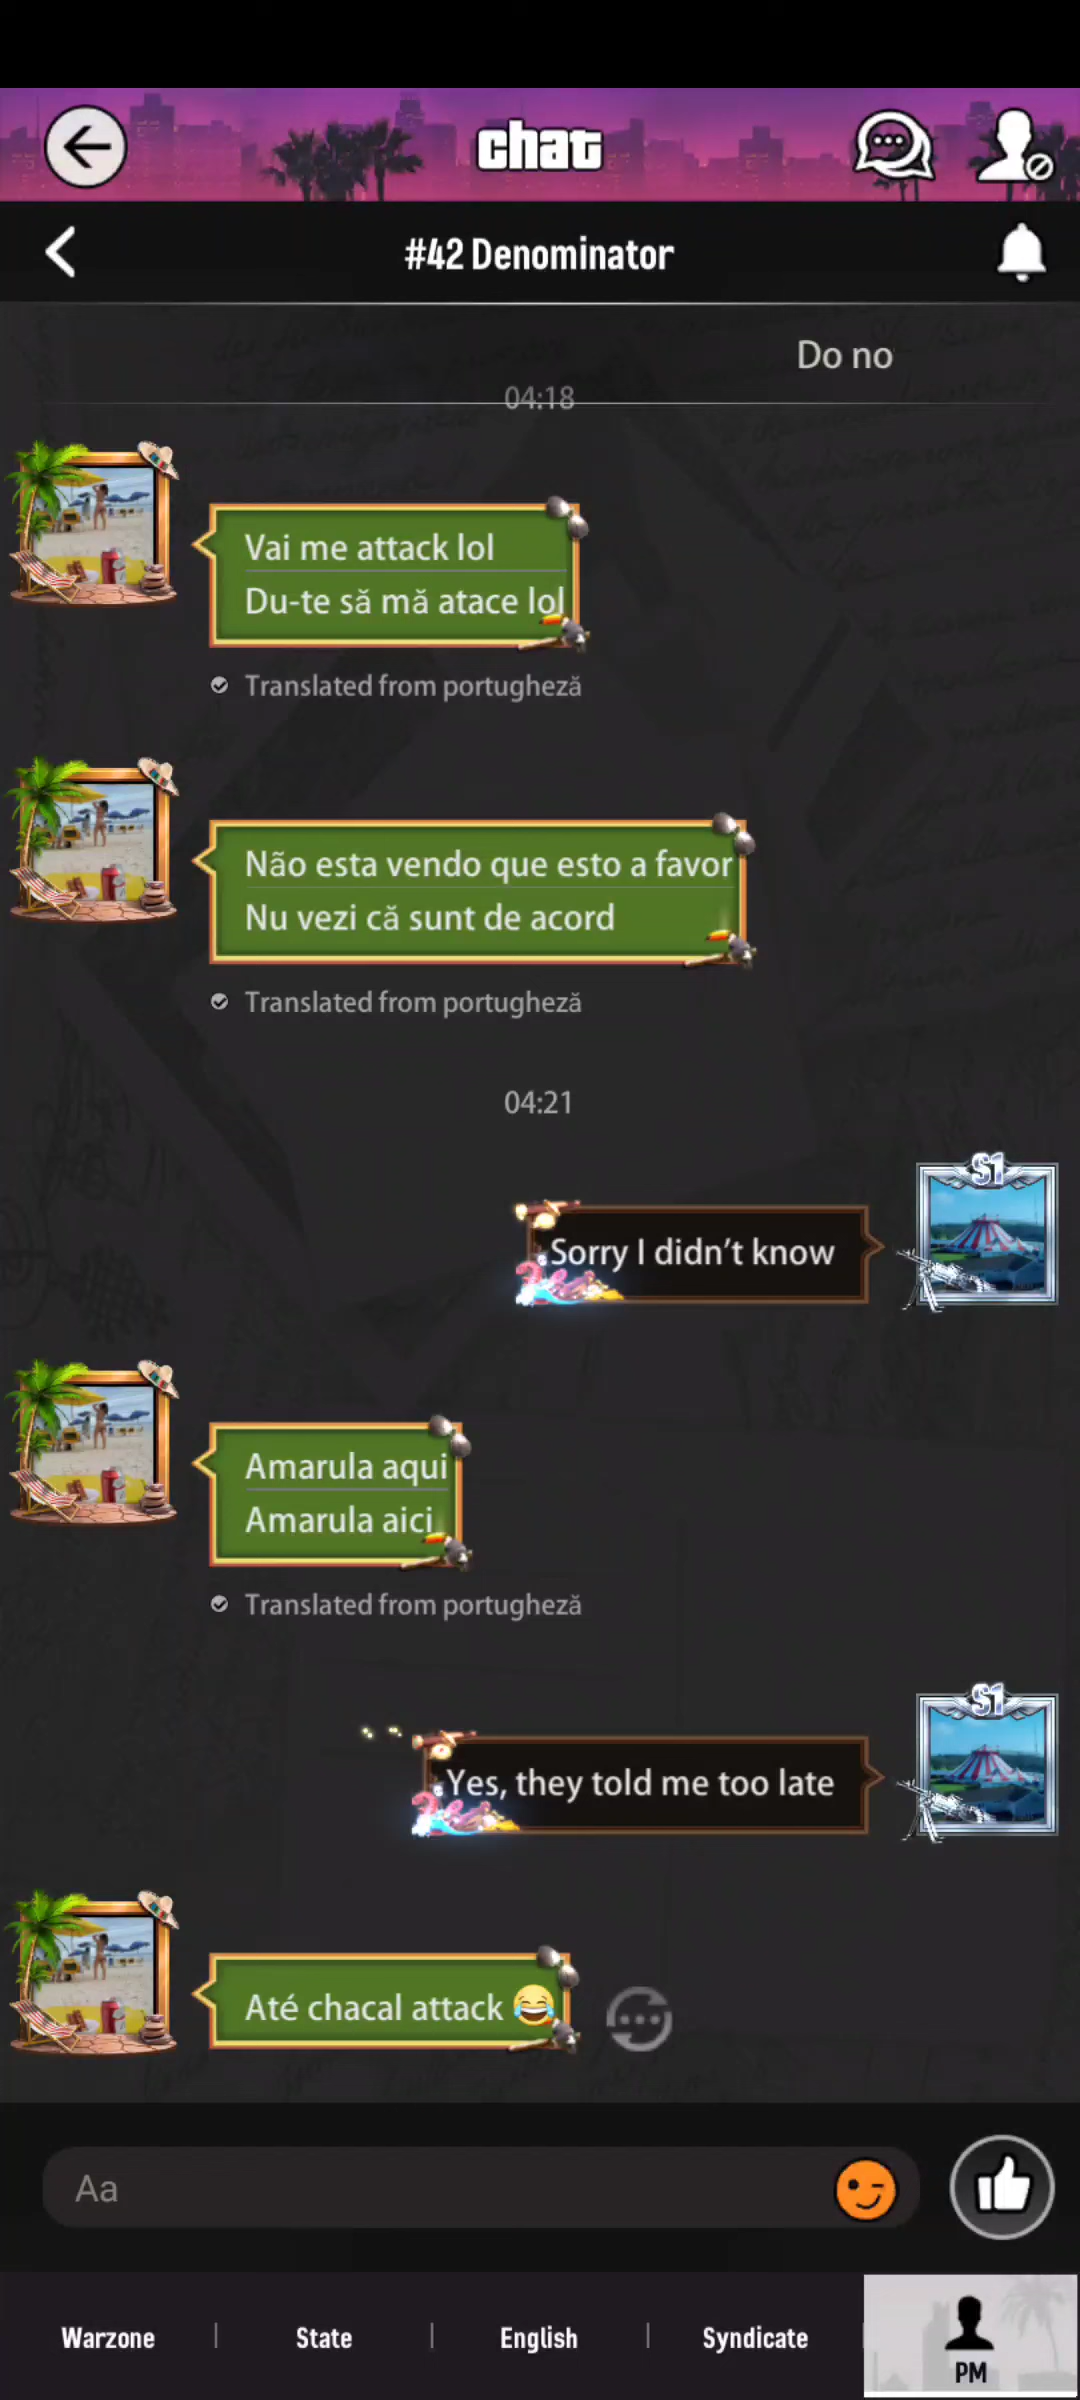 chat
#42 Denominator
Do no
04:18
Vai me attack lol
Du-te să mă atace lol
Translated from portugheză
Não esta vendo que esto a favor
Nu vezi că sunt de acord
Translated from portugheză
04:21
S1
Sorry I didn't know
Amarula aqui
Amarula aici
Translated from portugheză
S1
Yes, they told me too late
Até chacal attack 😂
Aa
Warzone
State
English
Syndicate
PM